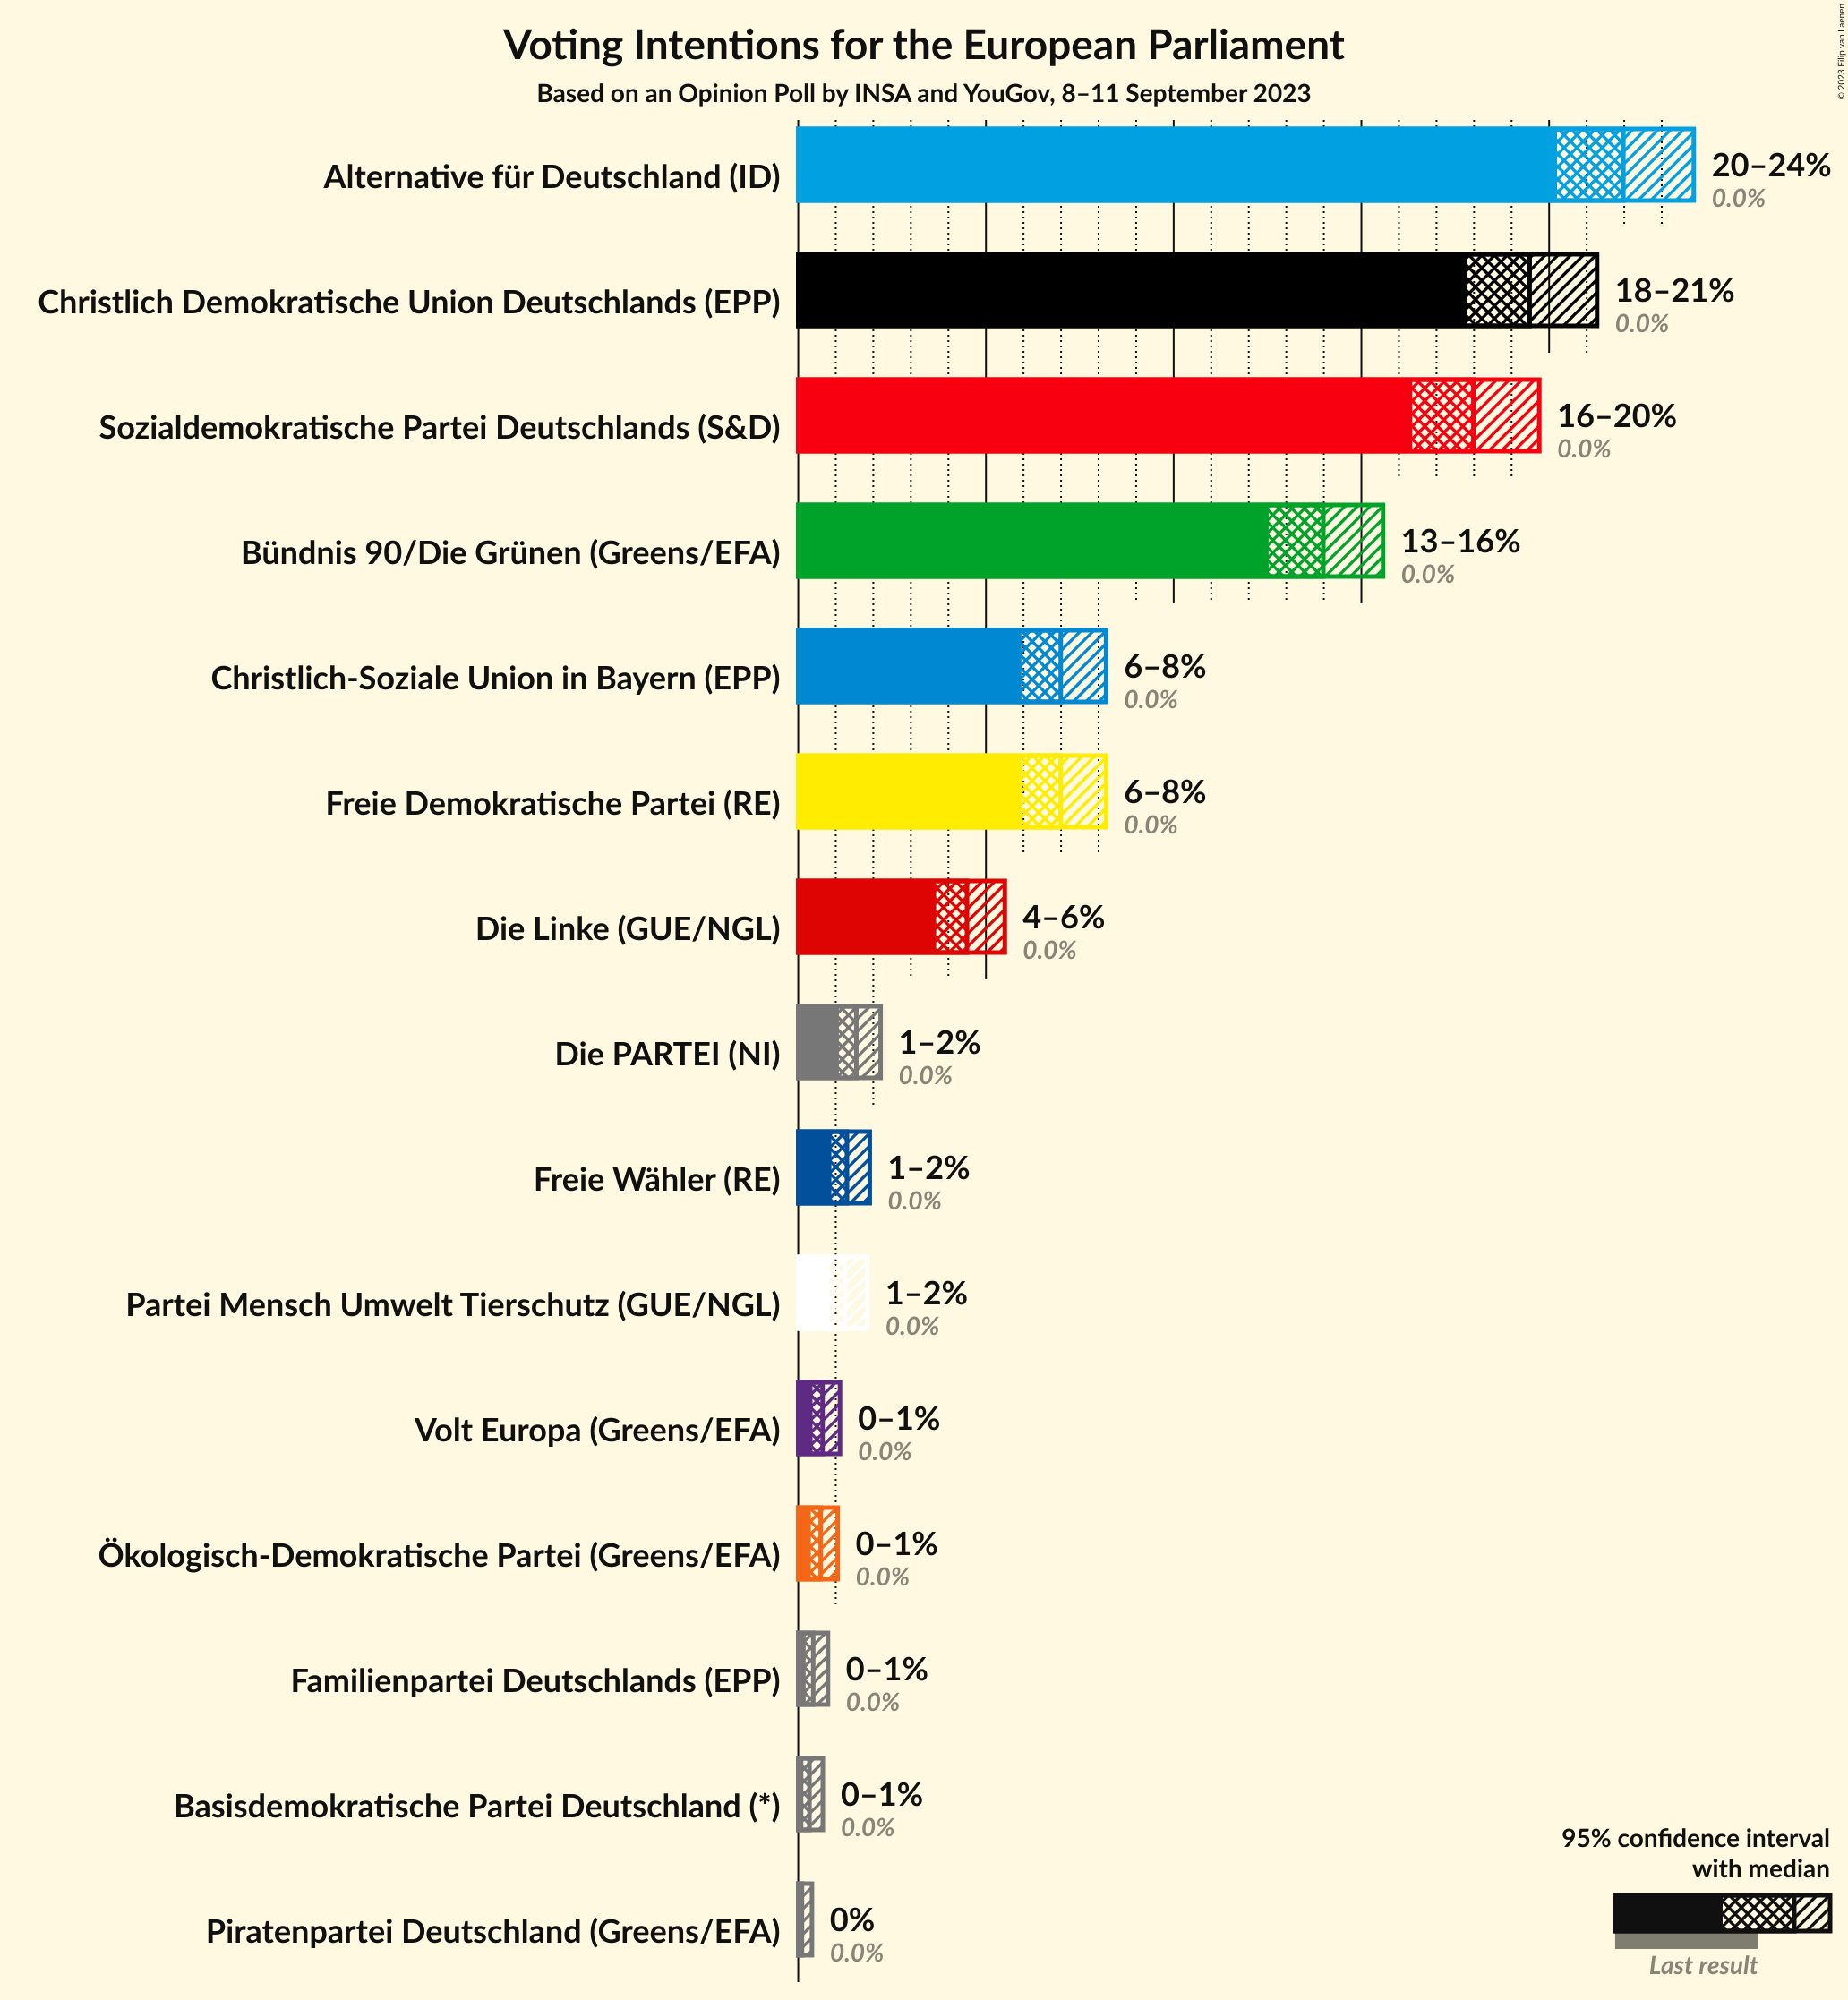 Voting Intentions for the European Parliament
Based on an Opinion Poll by INSA and YouGov, 8–11 September 2023
© 2023 Filip van Laenen
Alternative für Deutschland (ID)
20–24%
0.0%
Christlich Demokratische Union Deutschlands (EPP)
18–21%
0.0%
Sozialdemokratische Partei Deutschlands (S&D)
16–20%
0.0%
Bündnis 90/Die Grünen (Greens/EFA)
13–16%
0.0%
Christlich-Soziale Union in Bayern (EPP)
6–8%
0.0%
Freie Demokratische Partei (RE)
6–8%
0.0%
Die Linke (GUE/NGL)
4–6%
0.0%
Die PARTEI (NI)
1–2%
0.0%
Freie Wähler (RE)
1–2%
0.0%
Partei Mensch Umwelt Tierschutz (GUE/NGL)
1–2%
0.0%
Volt Europa (Greens/EFA)
0–1%
0.0%
Ökologisch-Demokratische Partei (Greens/EFA)
0–1%
0.0%
Familienpartei Deutschlands (EPP)
0–1%
0.0%
Basisdemokratische Partei Deutschland (*)
0–1%
0.0%
Piratenpartei Deutschland (Greens/EFA)
0%
0.0%
95% confidence interval
with median
Last result